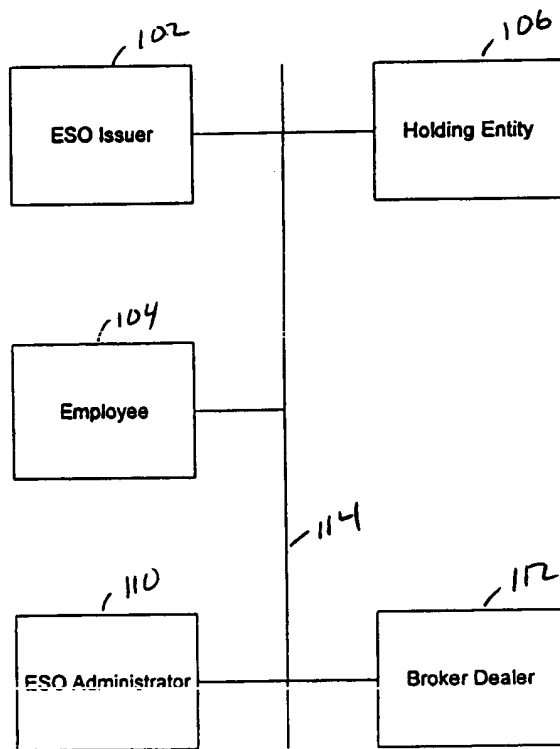 102
106
ESO Issuer
Holding Entity
104
Employee
114
110
112
ESO Administrator
Broker Dealer